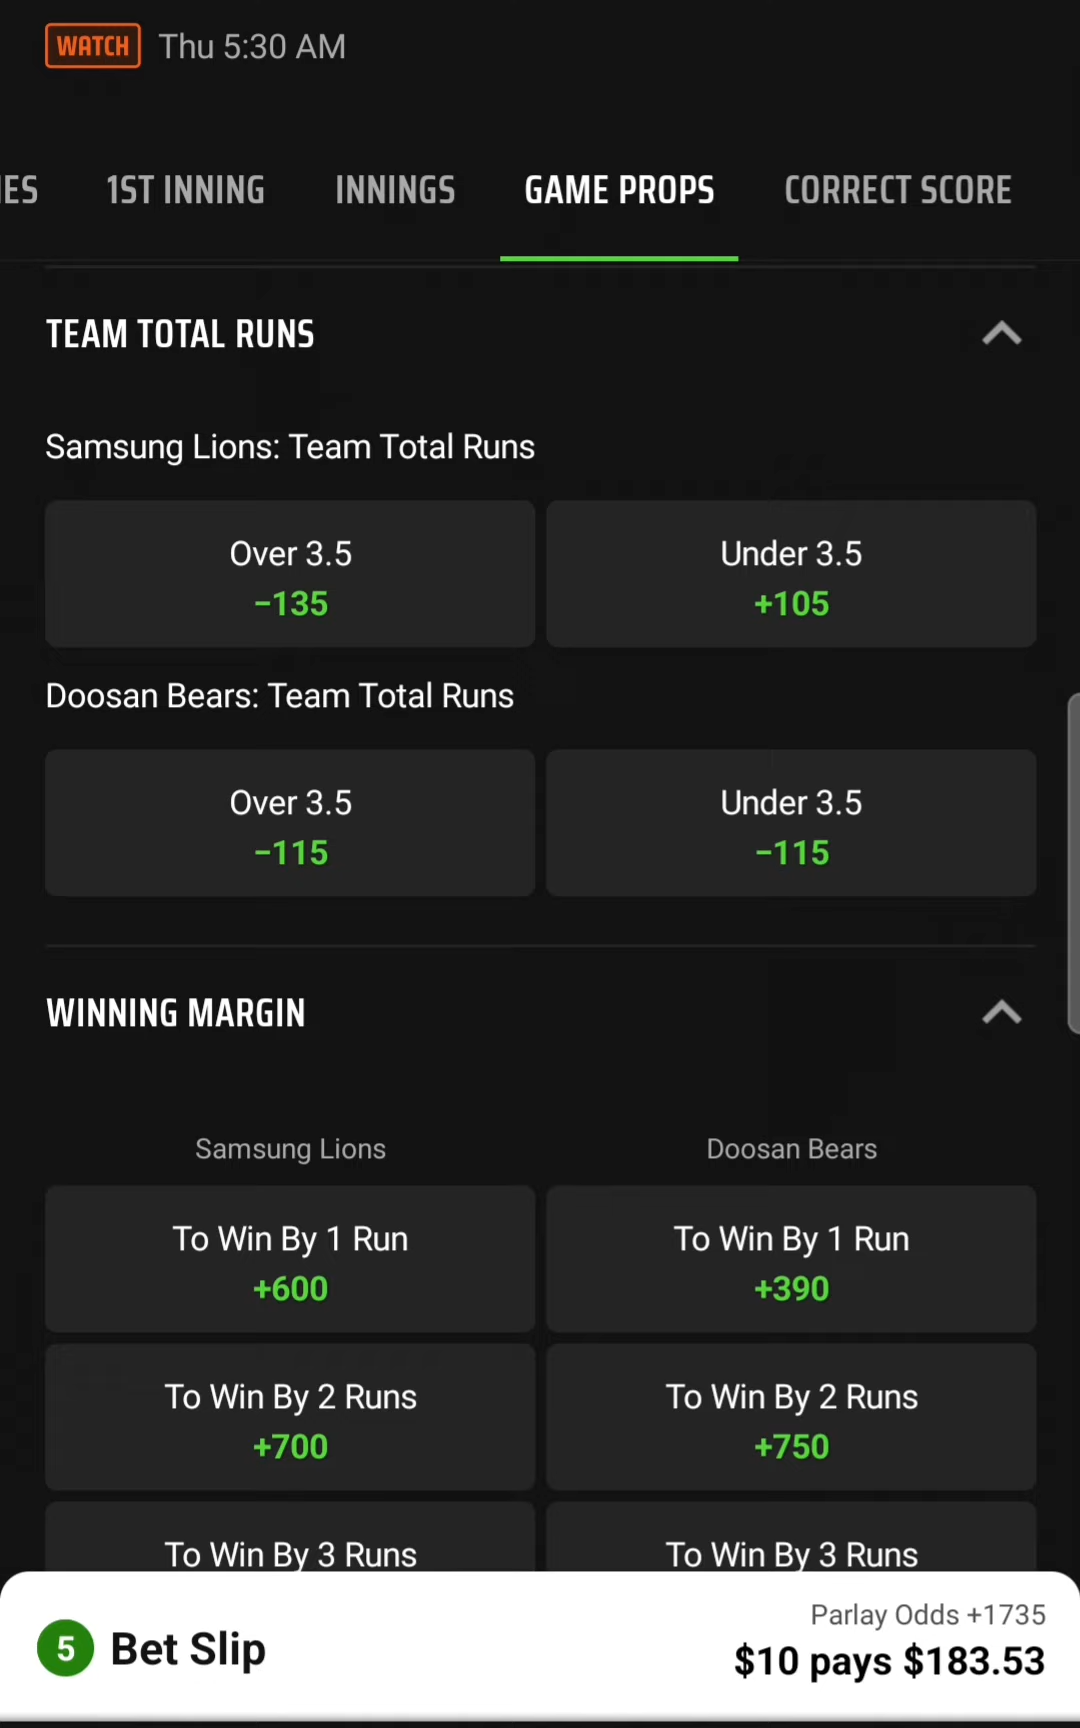 WATCH Thu 5:30 AM
IES 1ST INNING INNINGS GAME PROPS CORRECT SCORE
TEAM TOTAL RUNS
Samsung Lions: Team Total Runs
Over 3.5 Under 3.5
−135 +105
Doosan Bears: Team Total Runs
Over 3.5 Under 3.5
−115 −115
WINNING MARGIN
Samsung Lions Doosan Bears
To Win By 1 Run To Win By 1 Run
+600 +390
To Win By 2 Runs To Win By 2 Runs
+700 +750
To Win By 3 Runs To Win By 3 Runs
Parlay Odds +1735
5 Bet Slip $10 pays $183.53